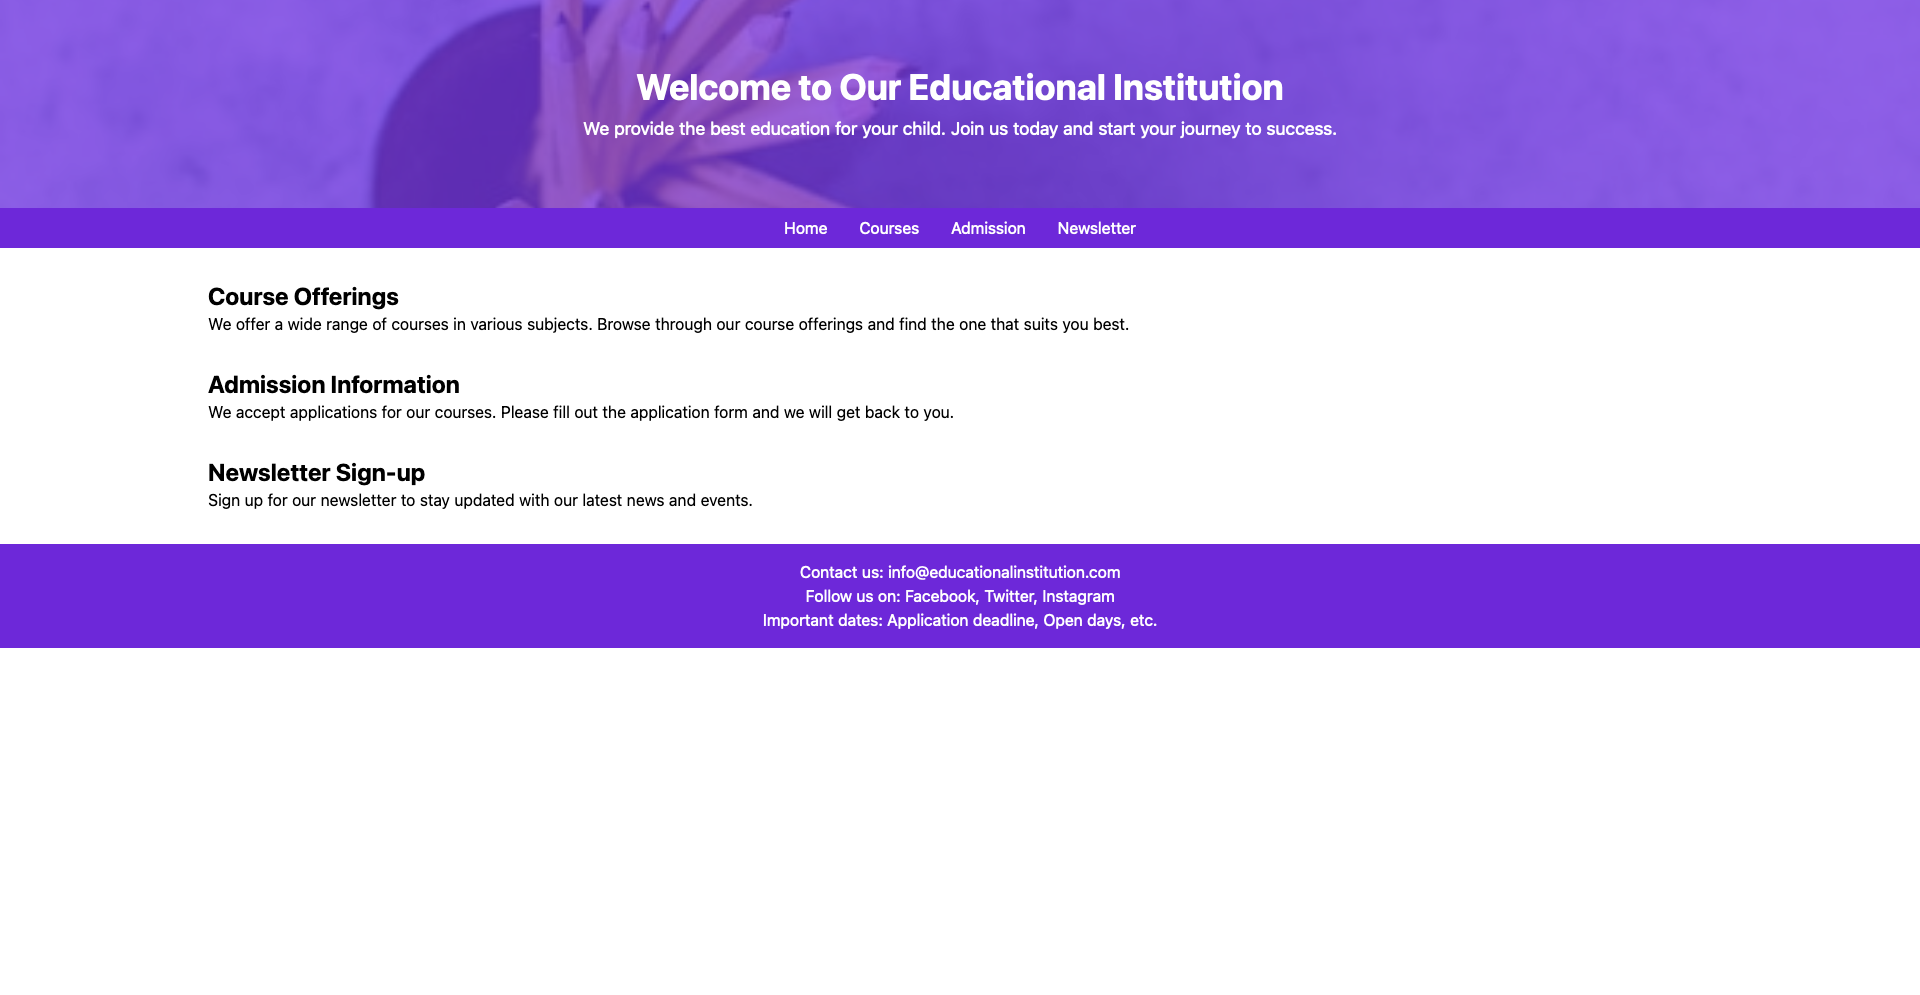 Welcome to Our Educational Institution
We provide the best education for your child. Join us today and start your journey to success.
Home Courses Admission Newsletter
Course Offerings
We offer a wide range of courses in various subjects. Browse through our course offerings and find the one that suits you best.
Admission Information
We accept applications for our courses. Please fill out the application form and we will get back to you.
Newsletter Sign-up
Sign up for our newsletter to stay updated with our latest news and events.
Contact us: info@educationalinstitution.com
Follow us on: Facebook, Twitter, Instagram
Important dates: Application deadline, Open days, etc.